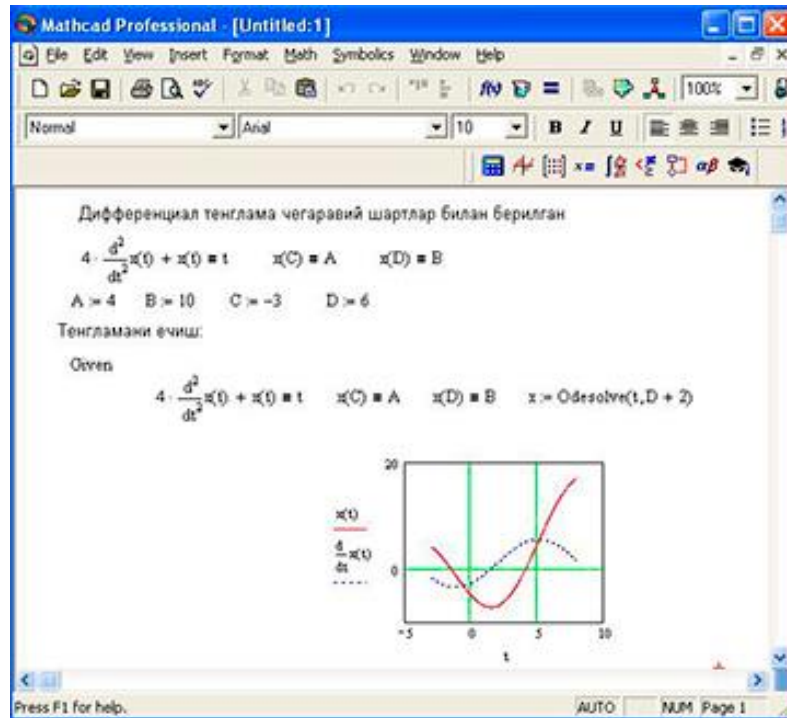 Mathcad Professional - [Untitled:1]
File Edit View Insert Format Math Symbolics Window Help
100%
Normal Arial 10 B I U
Дифференциал тенглама чегаравий шартлар билан берилган
4 · d²/dt² x(t) + x(t) = t x(C) = A x(D) = B
A := 4 B := 10 C := -3 D := 6
Тенгламани ечиш:
Given
4 · d²/dt² x(t) + x(t) = t x(C) = A x(D) = B x := Odesolve(t,D + 2)
20
x(t)
d/dt x(t)
0
-5 0 5 10
t
Press F1 for help. AUTO NUM Page 1